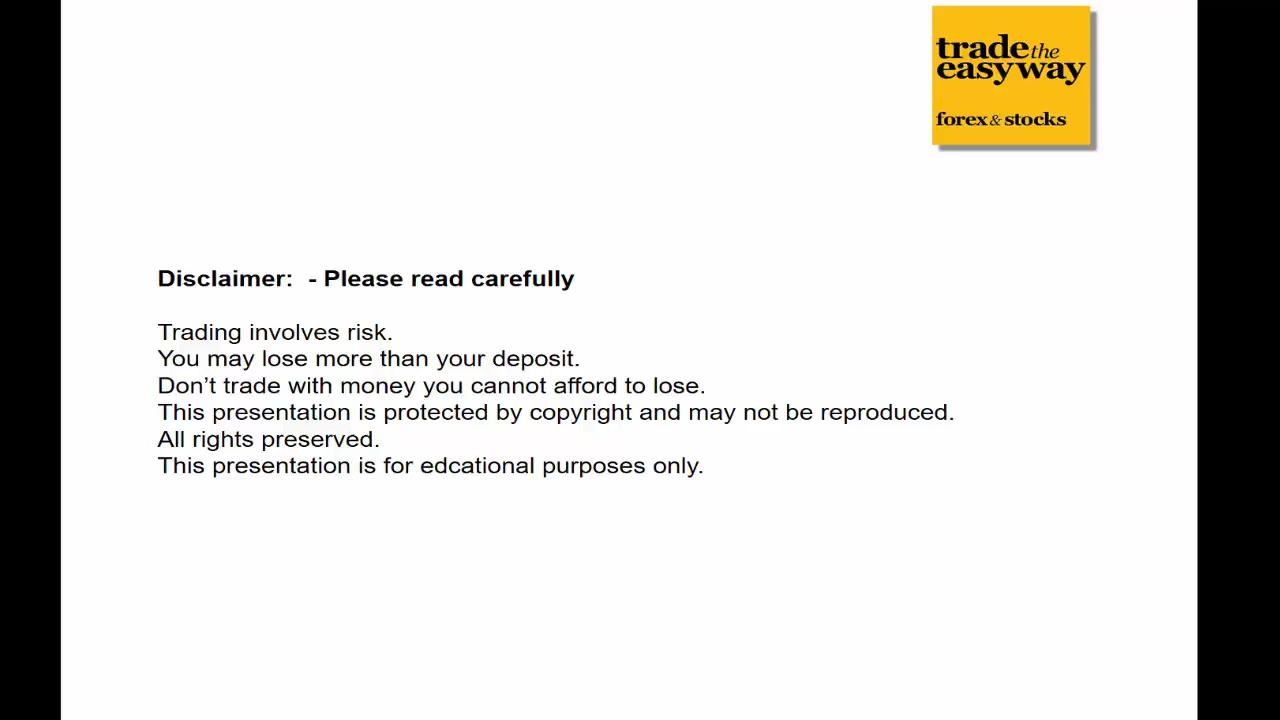 trade the
easyway
forex & stocks
Disclaimer:  - Please read carefully
Trading involves risk.
You may lose more than your deposit.
Don’t trade with money you cannot afford to lose.
This presentation is protected by copyright and may not be reproduced.
All rights preserved.
This presentation is for edcational purposes only.